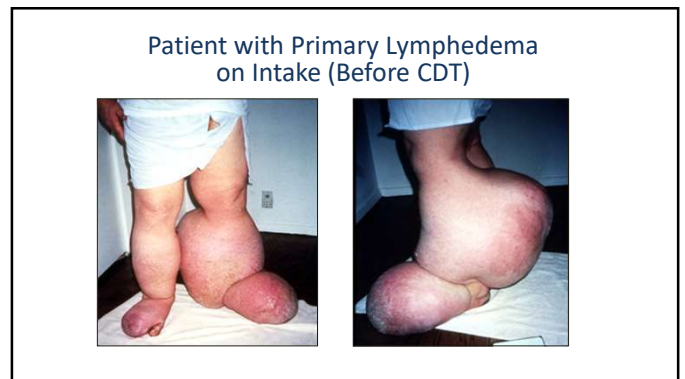 Patient with Primary Lymphedema
on Intake (Before CDT)